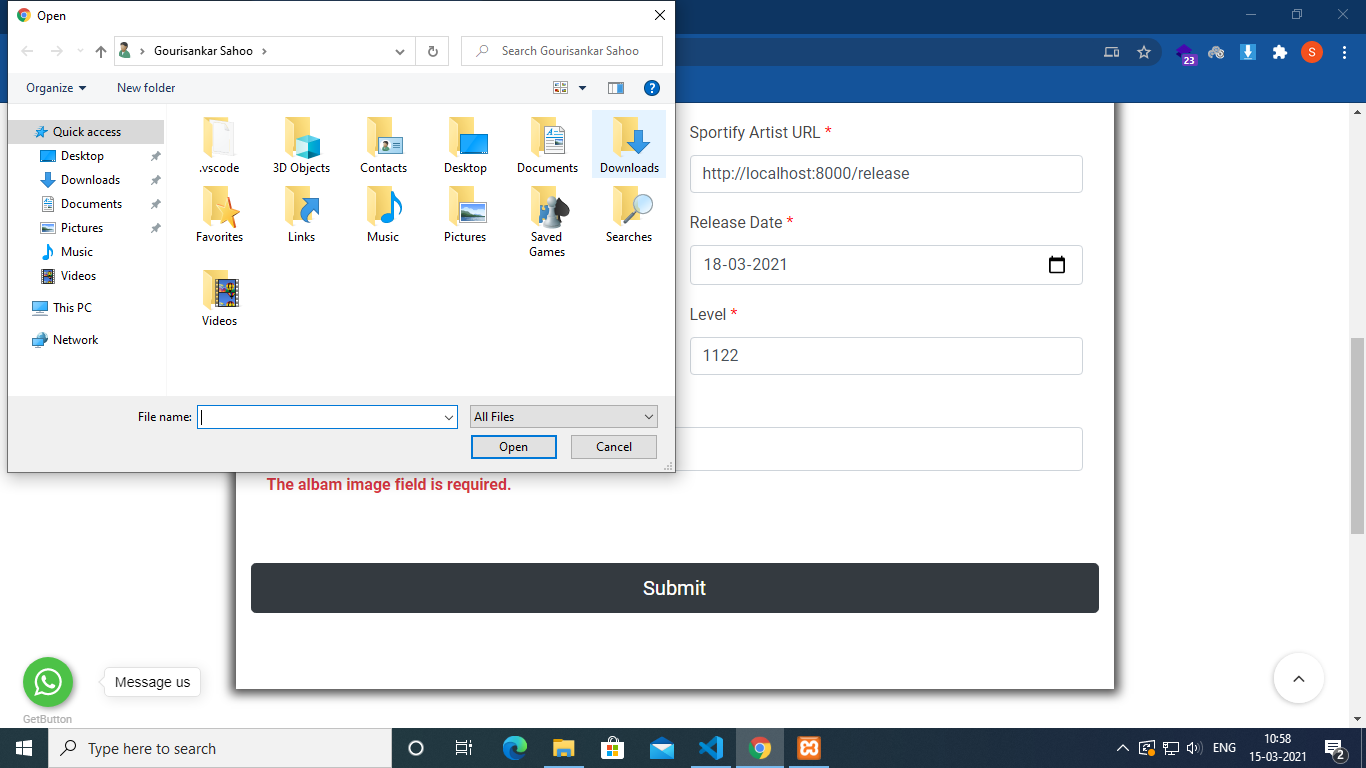 Open
Gourisankar Sahoo
Search Gourisankar Sahoo
23
S
Organize
New folder
Quick access
Desktop
Downloads
Documents
Pictures
Music
Videos
This PC
Network
.vscode
3D Objects
Contacts
Desktop
Documents
Downloads
Favorites
Links
Music
Pictures
Saved
Games
Searches
Videos
File name:
All Files
Open
Cancel
Sportify Artist URL *
http://localhost:8000/release
Release Date *
18-03-2021
Level *
1122
The albam image field is required.
Submit
Message us
GetButton
Type here to search
ENG
10:58
15-03-2021
2